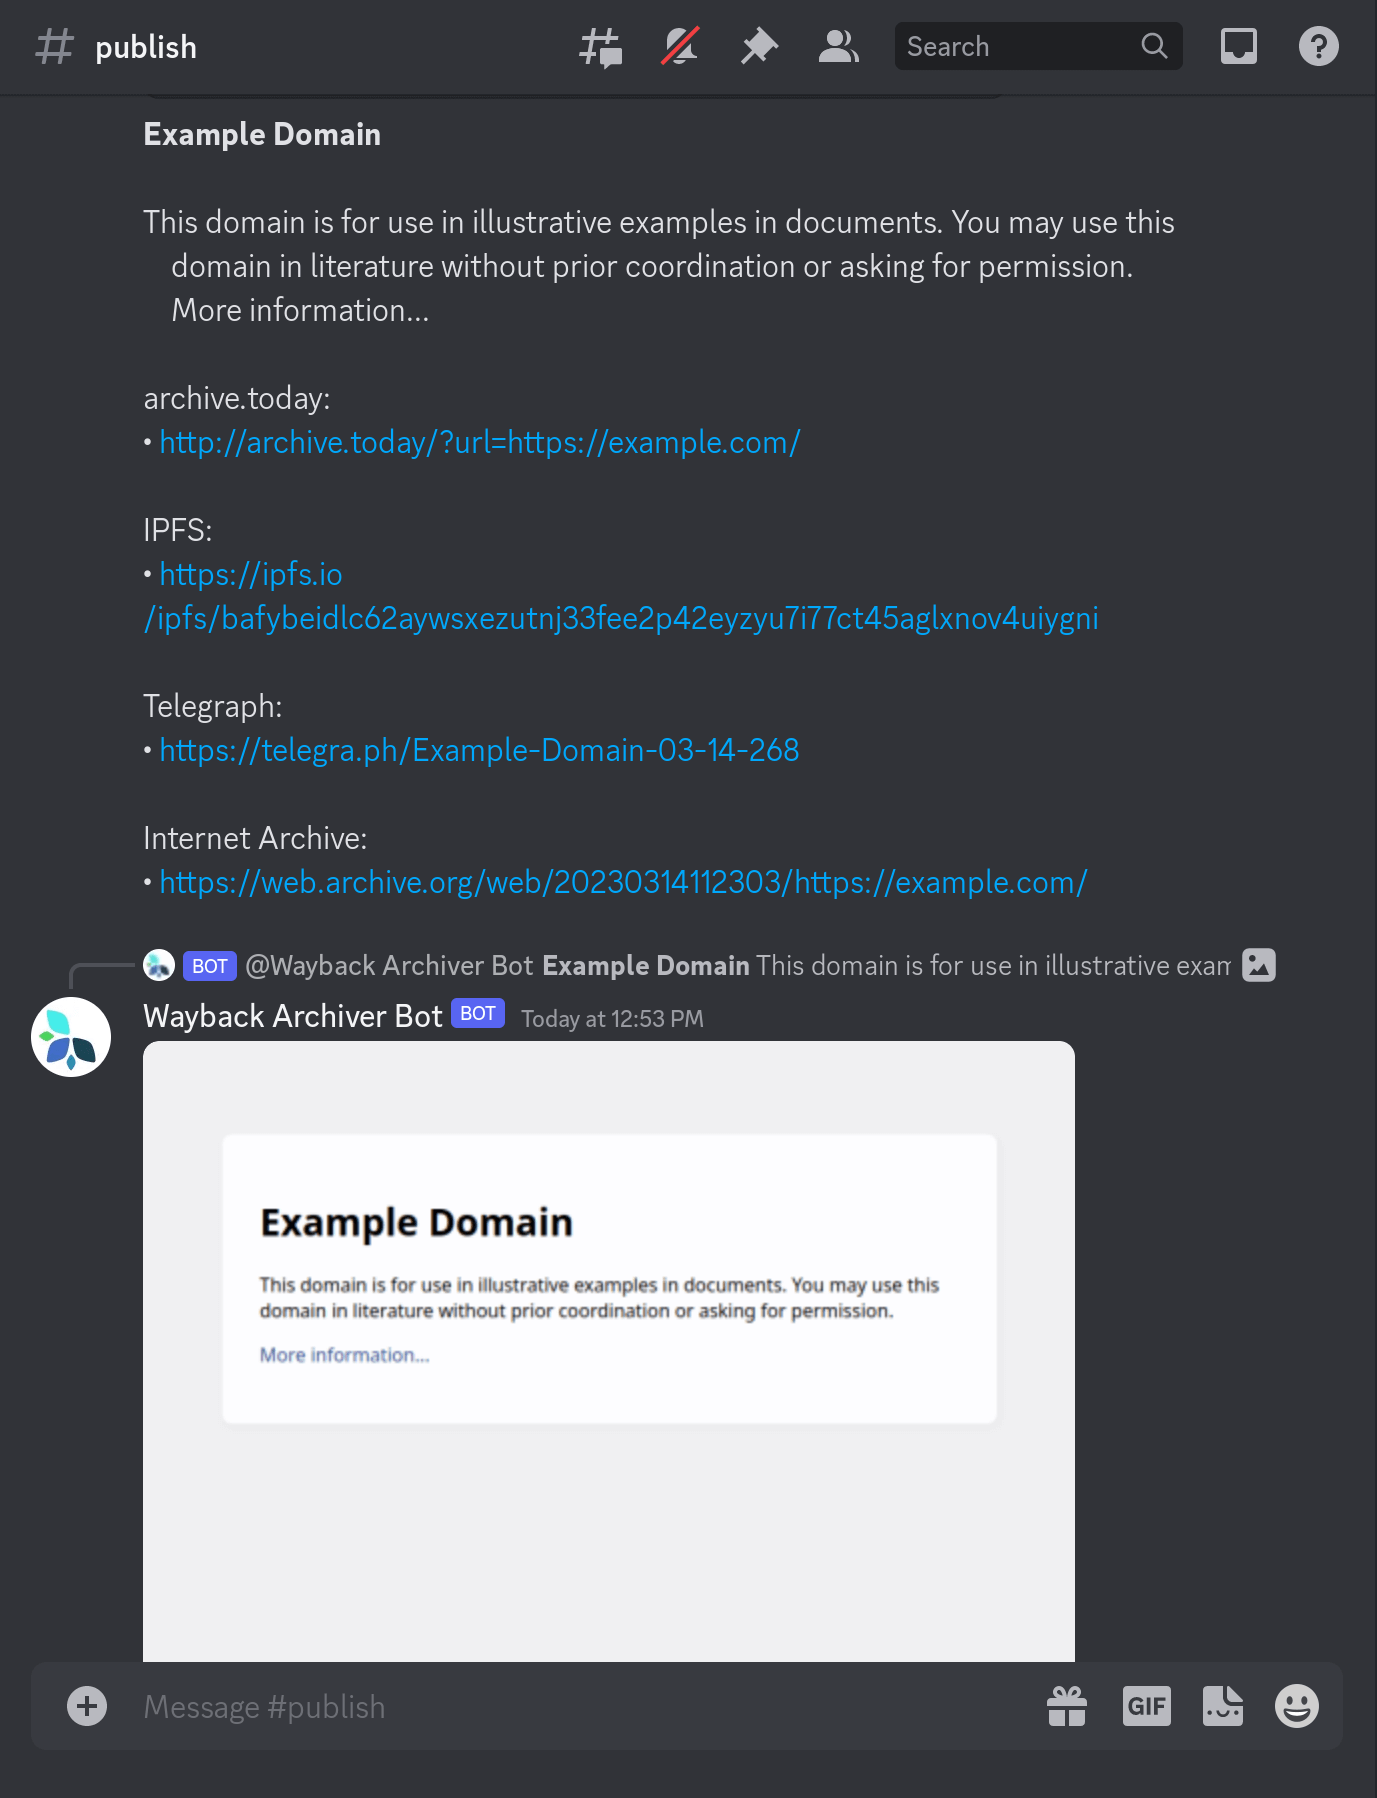 # publish
Search
Example Domain
This domain is for use in illustrative examples in documents. You may use this
domain in literature without prior coordination or asking for permission.
More information...
archive.today:
• http://archive.today/?url=https://example.com/
IPFS:
• https://ipfs.io
/ipfs/bafybeidlc62aywsxezutnj33fee2p42eyzyu7i77ct45aglxnov4uiygni
Telegraph:
• https://telegra.ph/Example-Domain-03-14-268
Internet Archive:
• https://web.archive.org/web/20230314112303/https://example.com/
BOT @Wayback Archiver Bot Example Domain This domain is for use in illustrative exam
Wayback Archiver Bot BOT Today at 12:53 PM
Example Domain
This domain is for use in illustrative examples in documents. You may use this
domain in literature without prior coordination or asking for permission.
More information...
Message #publish
GIF